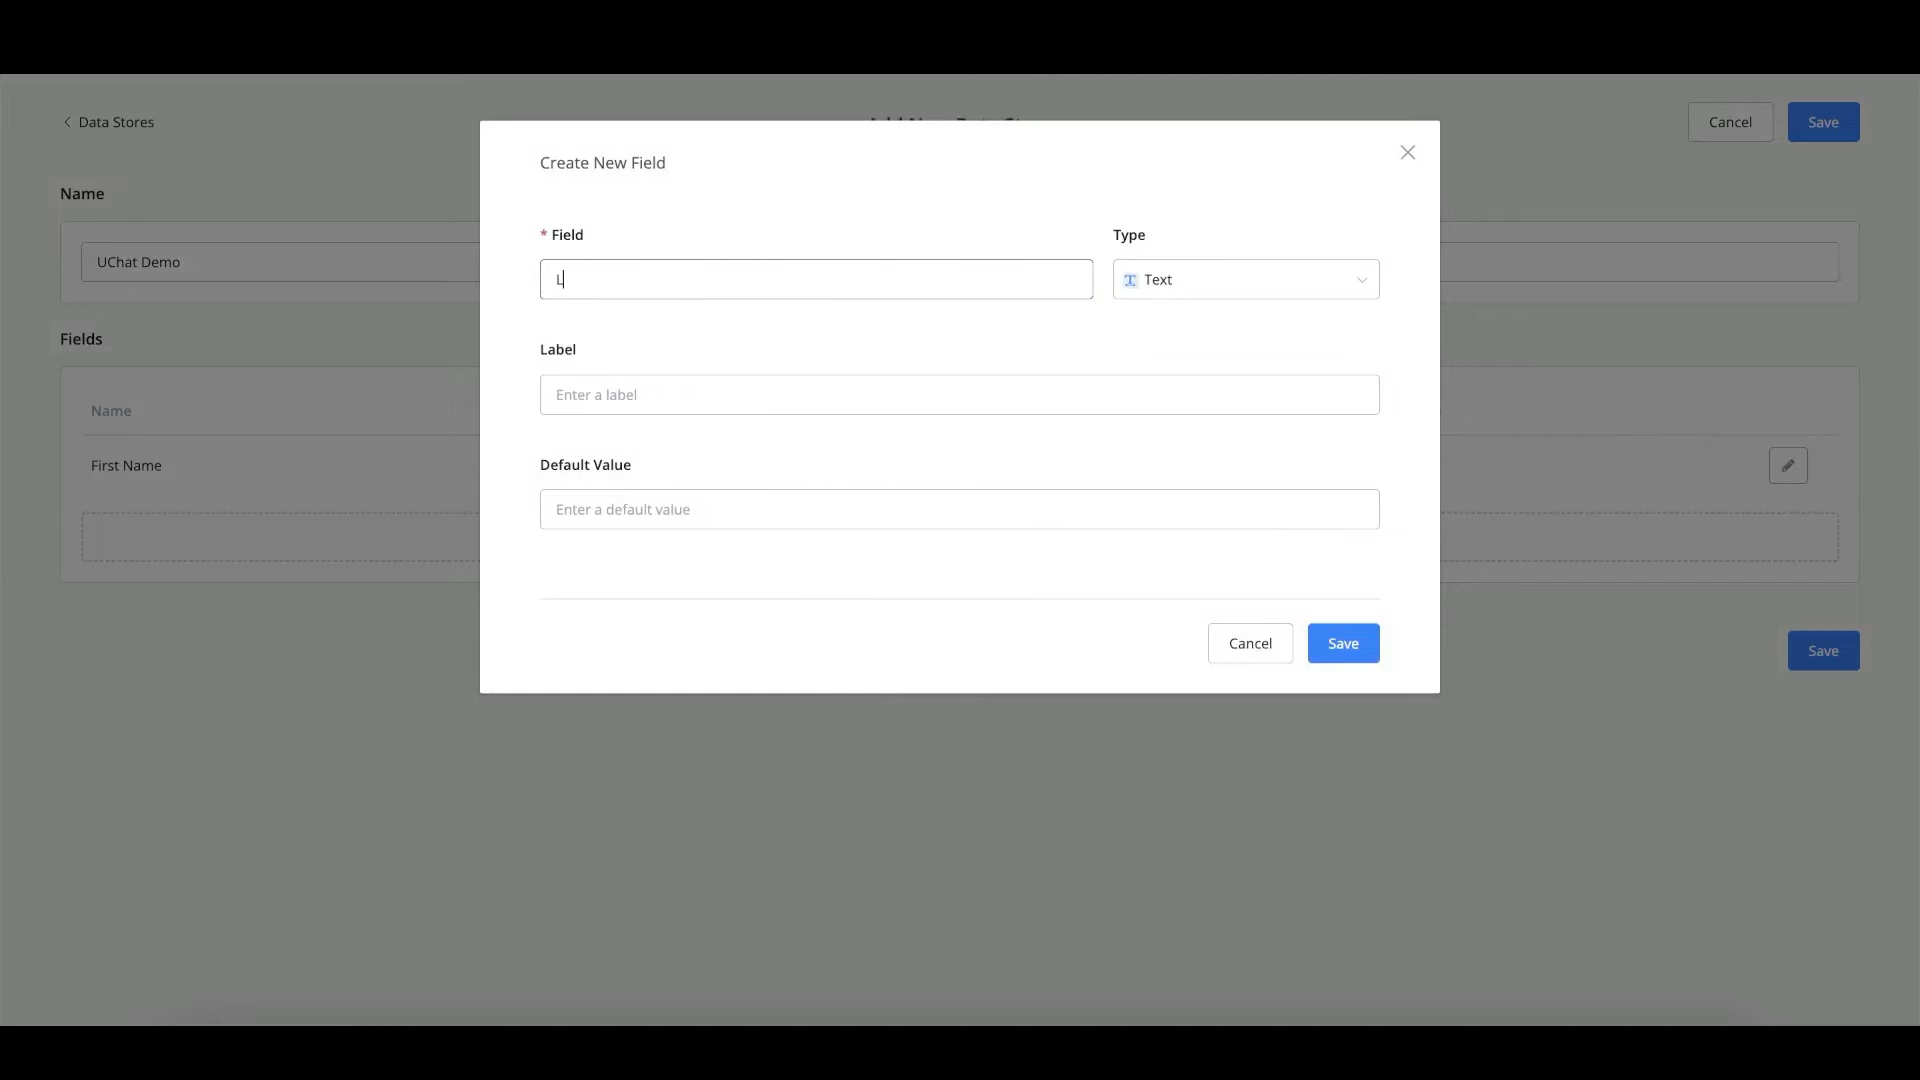 Data Stores
Cancel
Save
Name
UChat Demo
Fields
Name
First Name
Save
Create New Field
* Field
Type
L
Text
Label
Enter a label
Default Value
Enter a default value
Cancel
Save